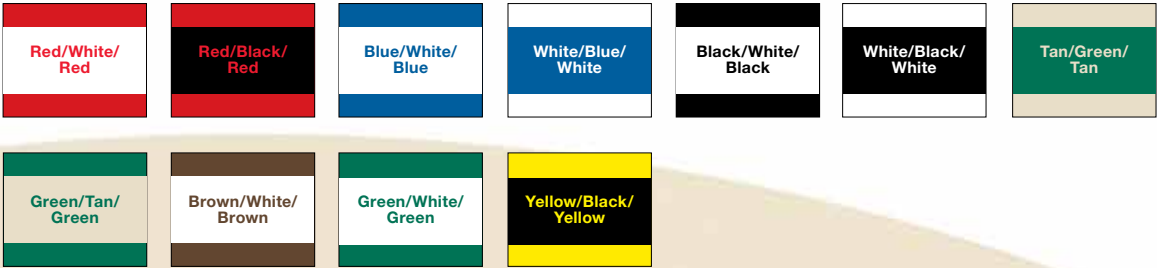 Red/White/
Red
Red/Black/
Red
Blue/White/
Blue
White/Blue/
White
Black/White/
Black
White/Black/
White
Tan/Green/
Tan
Green/Tan/
Green
Brown/White/
Brown
Green/White/
Green
Yellow/Black/
Yellow